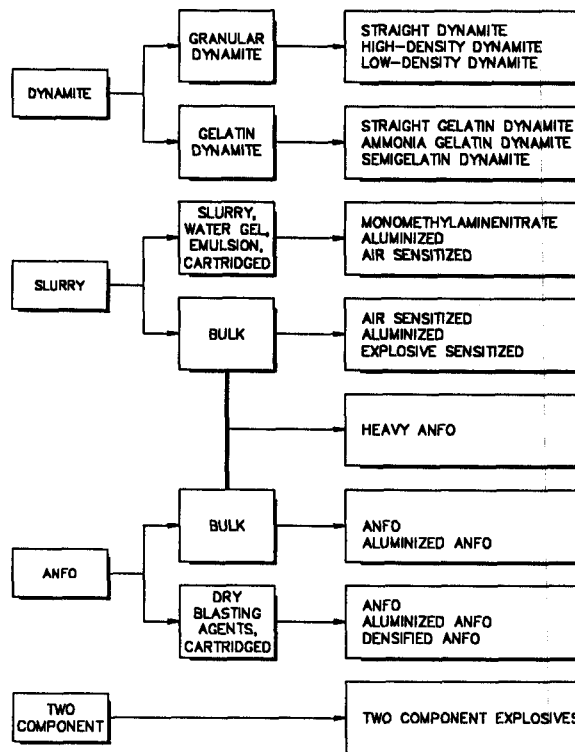 DYNAMITE
GRANULAR
DYNAMITE
STRAIGHT DYNAMITE
HIGH-DENSITY DYNAMITE
LOW-DENSITY DYNAMITE
GELATIN
DYNAMITE
STRAIGHT GELATIN DYNAMITE
AMMONIA GELATIN DYNAMITE
SEMIGELATIN DYNAMITE
SLURRY
SLURRY,
WATER GEL,
EMULSION,
CARTRIDGED
MONOMETHYLAMINENITRATE
ALUMINIZED
AIR SENSITIZED
BULK
AIR SENSITIZED
ALUMINIZED
EXPLOSIVE SENSITIZED
HEAVY ANFO
ANFO
BULK
ANFO
ALUMINIZED ANFO
DRY
BLASTING
AGENTS,
CARTRIDGED
ANFO
ALUMINIZED ANFO
DENSIFIED ANFO
TWO
COMPONENT
TWO COMPONENT EXPLOSIVES